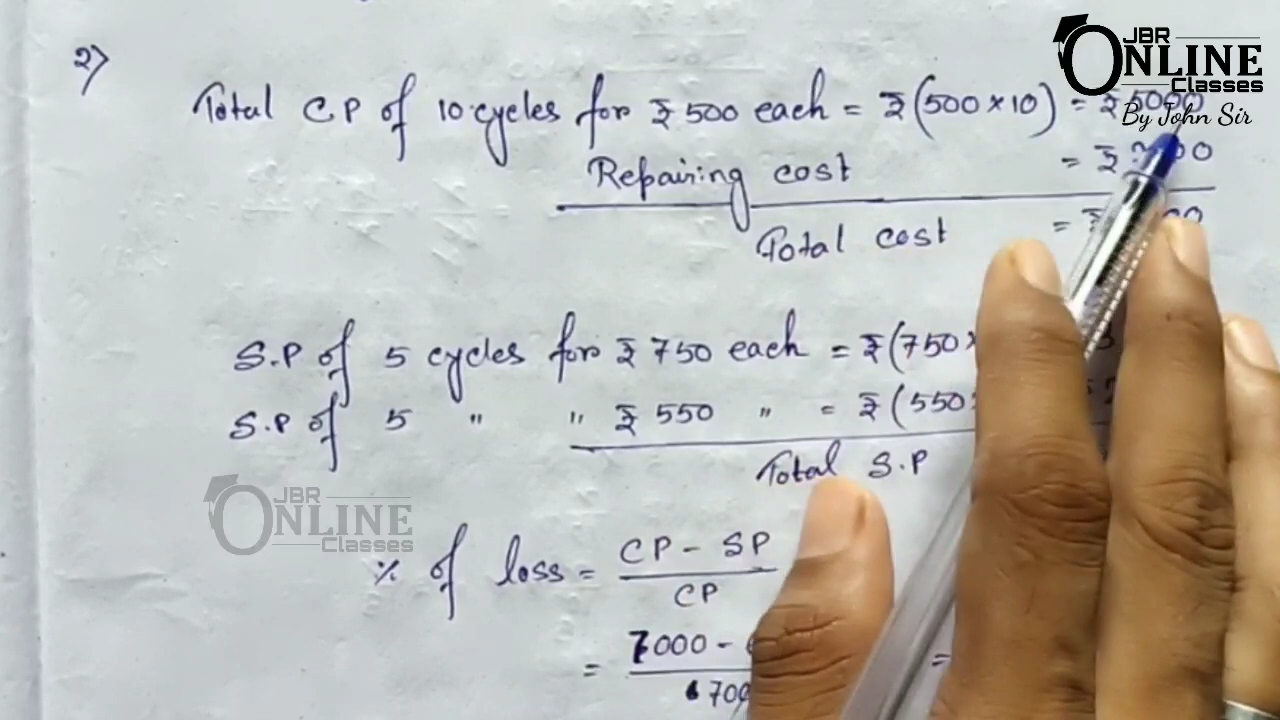 JBR
ONLINE
Classes
By John Sir
2)
Total CP of 10 cycles for ₹ 500 each = ₹ (500 × 10) = ₹ 5000
Repairing cost = ₹
Total cost = ₹
S.P of 5 cycles for ₹ 750 each = ₹ (750 ×
S.P of 5 " " ₹ 550 " = ₹ (550 ×
Total S.P
JBR
ONLINE
Classes
% of loss = CP - SP
CP
= 7000 -